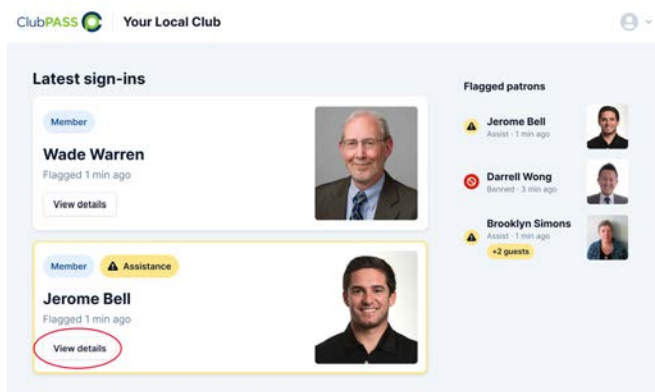 ClubPASS
Your Local Club
Latest sign-ins
Member
Wade Warren
Flagged 1 min ago
View details
Member
Assistance
Jerome Bell
Flagged 1 min ago
View details
Flagged patrons
Jerome Bell
Assist · 1 min ago
Darrell Wong
Banned · 3 min ago
Brooklyn Simons
Assist · 1 min ago
+2 guests